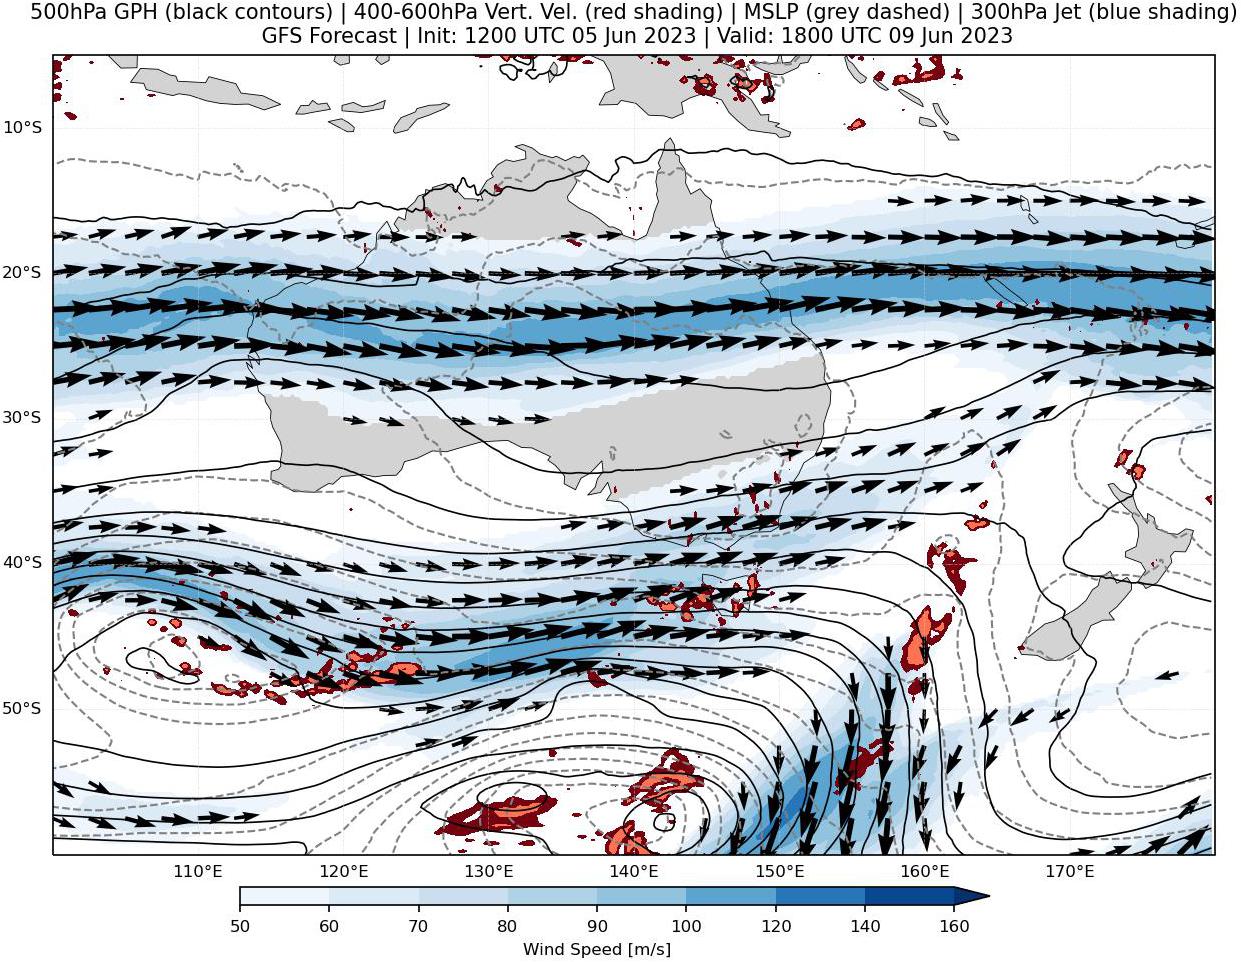 500hPa GPH (black contours) | 400-600hPa Vert. Vel. (red shading) | MSLP (grey dashed) | 300hPa Jet (blue shading)
GFS Forecast | Init: 1200 UTC 05 Jun 2023 | Valid: 1800 UTC 09 Jun 2023
10°S
20°S
30°S
40°S
50°S
110°E 120°E 130°E 140°E 150°E 160°E 170°E
50 60 70 80 90 100 120 140 160
Wind Speed [m/s]